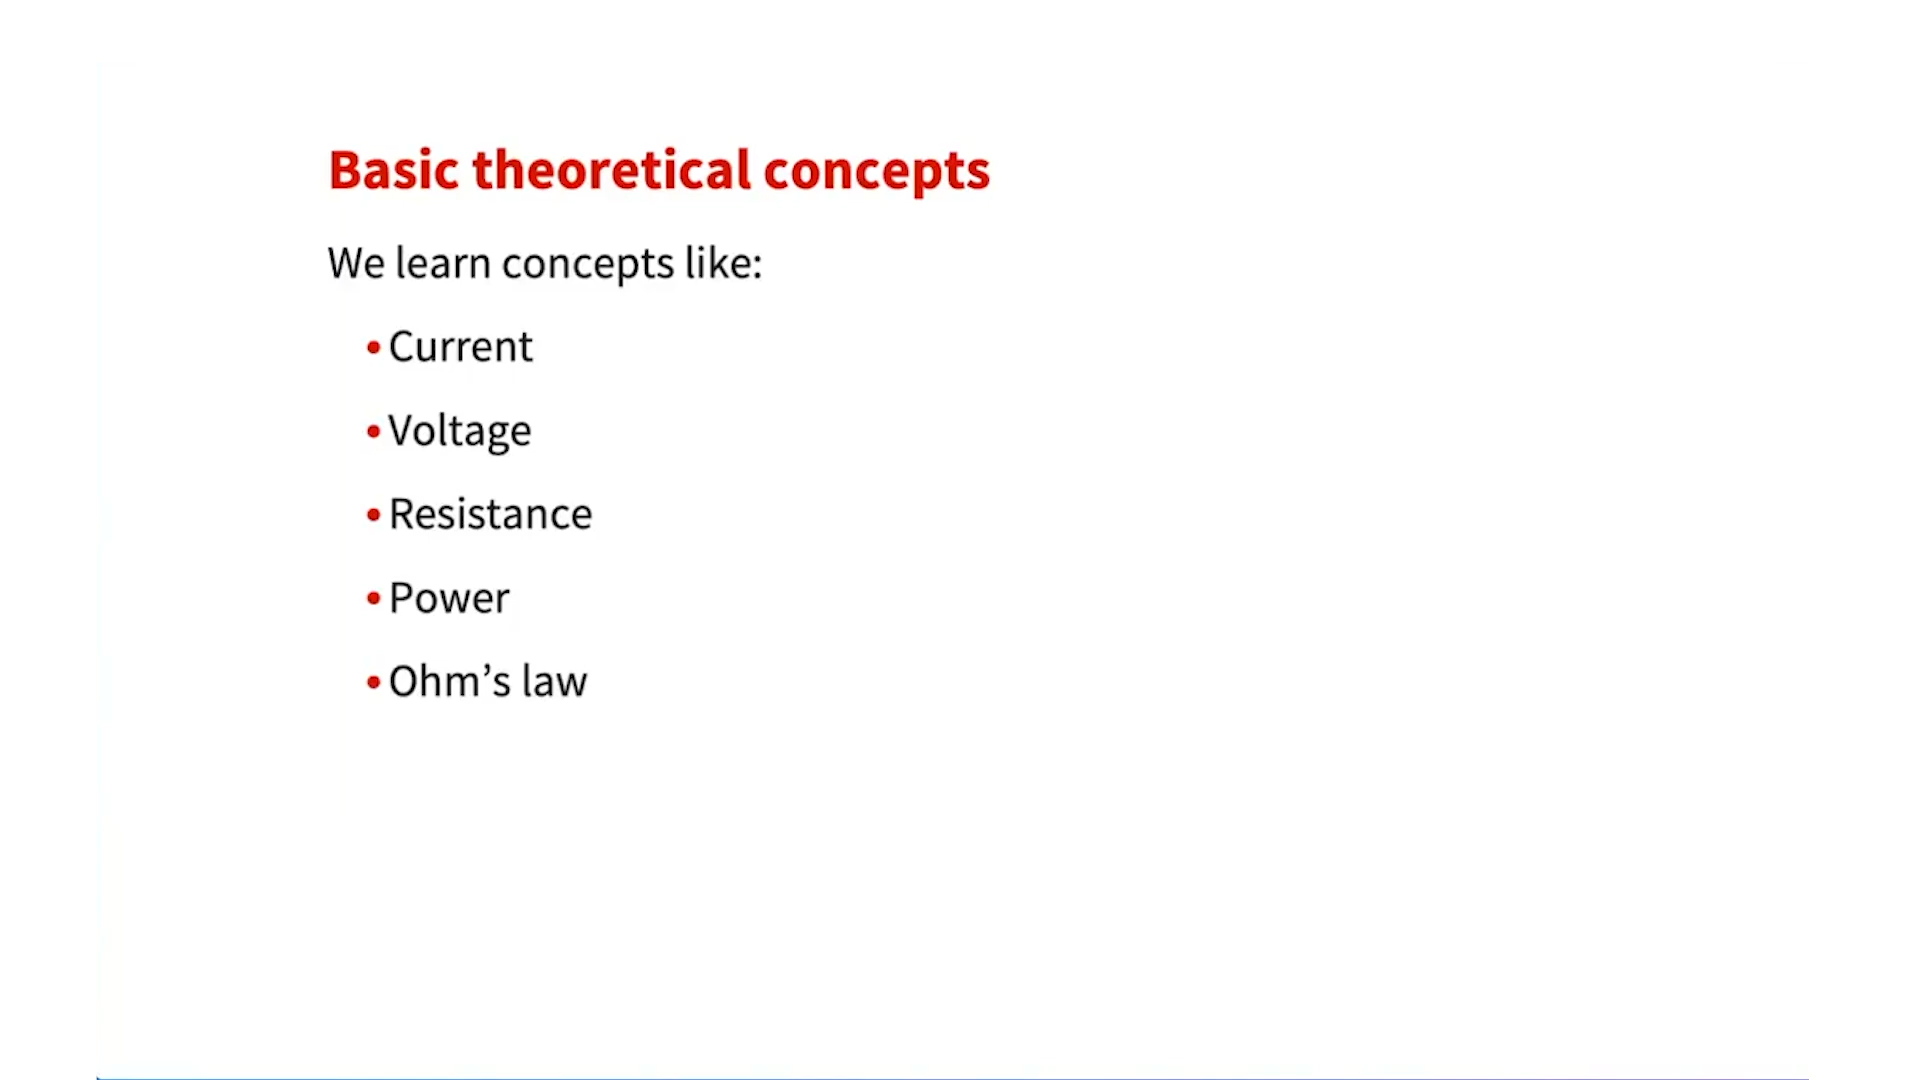 Basic theoretical concepts
We learn concepts like:
• Current
• Voltage
• Resistance
• Power
• Ohm’s law